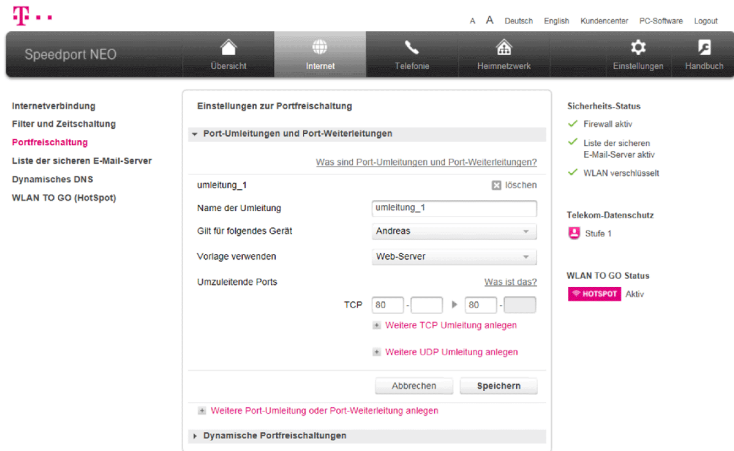 T
A A Deutsch English Kundencenter PC-Software Logout
Speedport NEO
Übersicht Internet Telefonie Heimnetzwerk Einstellungen Handbuch
Internetverbindung
Filter und Zeitschaltung
Portfreischaltung
Liste der sicheren E-Mail-Server
Dynamisches DNS
WLAN TO GO (HotSpot)
Einstellungen zur Portfreischaltung
Port-Umleitungen und Port-Weiterleitungen
Was sind Port-Umleitungen und Port-Weiterleitungen?
umleitung_1 löschen
Name der Umleitung umleitung_1
Gilt für folgendes Gerät Andreas
Vorlage verwenden Web-Server
Umzuleitende Ports Was ist das?
TCP 80 - 80 -
Weitere TCP Umleitung anlegen
Weitere UDP Umleitung anlegen
Abbrechen Speichern
Weitere Port-Umleitung oder Port-Weiterleitung anlegen
Dynamische Portfreischaltungen
Sicherheits-Status
Firewall aktiv
Liste der sicheren
E-Mail-Server aktiv
WLAN verschlüsselt
Telekom-Datenschutz
Stufe 1
WLAN TO GO Status
HOTSPOT Aktiv